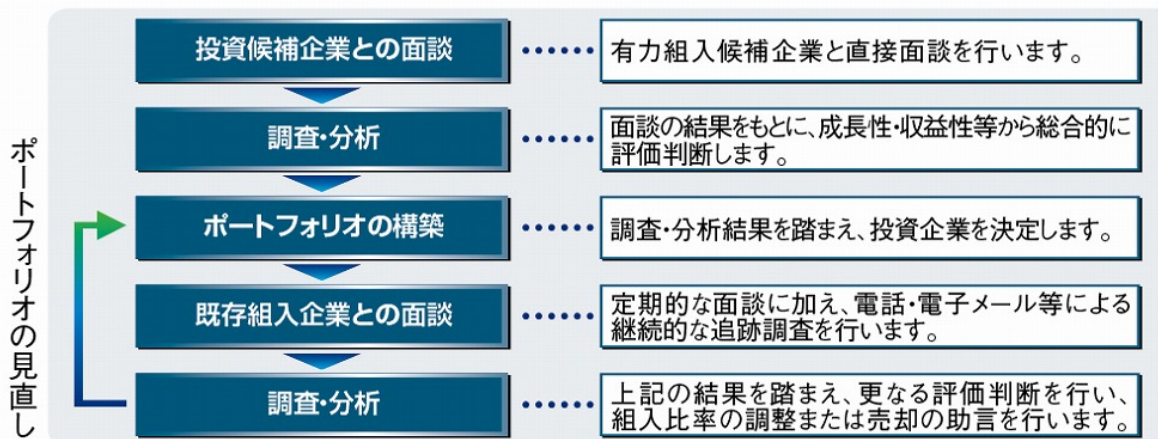 投資候補企業との面談
有力組入候補企業と直接面談を行います。
調査・分析
面談の結果をもとに、成長性・収益性等から総合的に
評価判断します。
ポートフォリオの構築
調査・分析結果を踏まえ、投資企業を決定します。
既存組入企業との面談
定期的な面談に加え、電話・電子メール等による
継続的な追跡調査を行います。
調査・分析
上記の結果を踏まえ、更なる評価判断を行い、
組入比率の調整または売却の助言を行います。
ポートフォリオの見直し